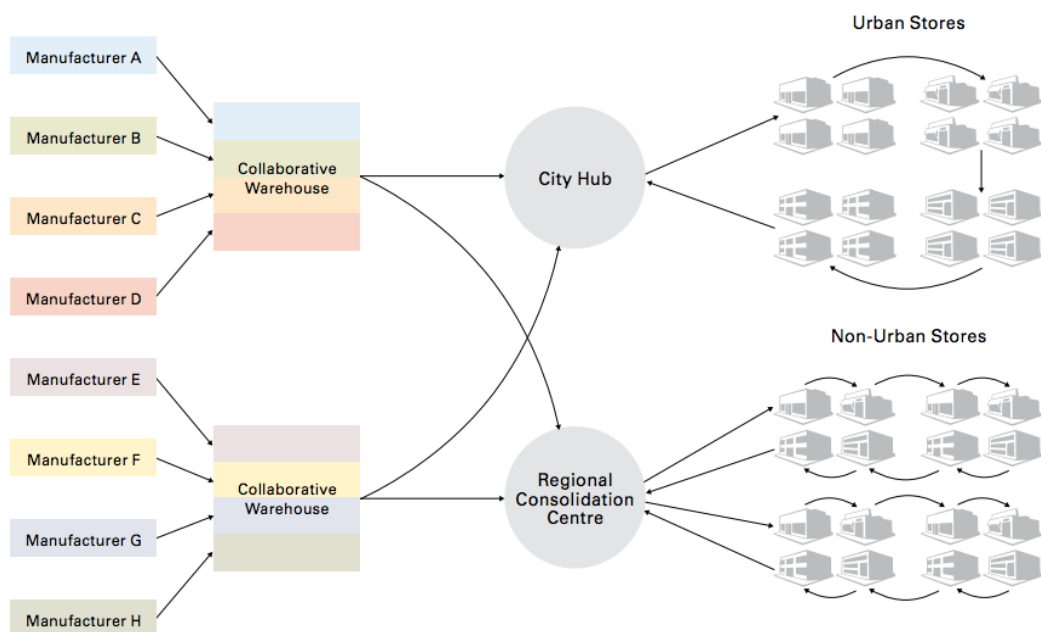 Urban Stores
Manufacturer A
Manufacturer B
Collaborative
Warehouse
City Hub
Manufacturer C
Manufacturer D
Non-Urban Stores
Manufacturer E
Manufacturer F
Collaborative
Warehouse
Regional
Consolidation
Centre
Manufacturer G
Manufacturer H